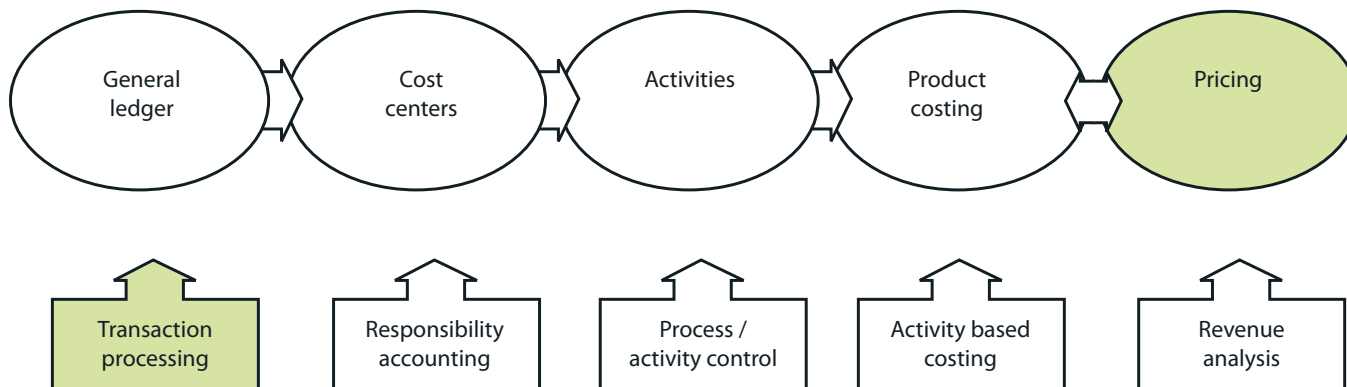 General
ledger
Cost
centers
Activities
Product
costing
Pricing
Transaction
processing
Responsibility
accounting
Process /
activity control
Activity based
costing
Revenue
analysis